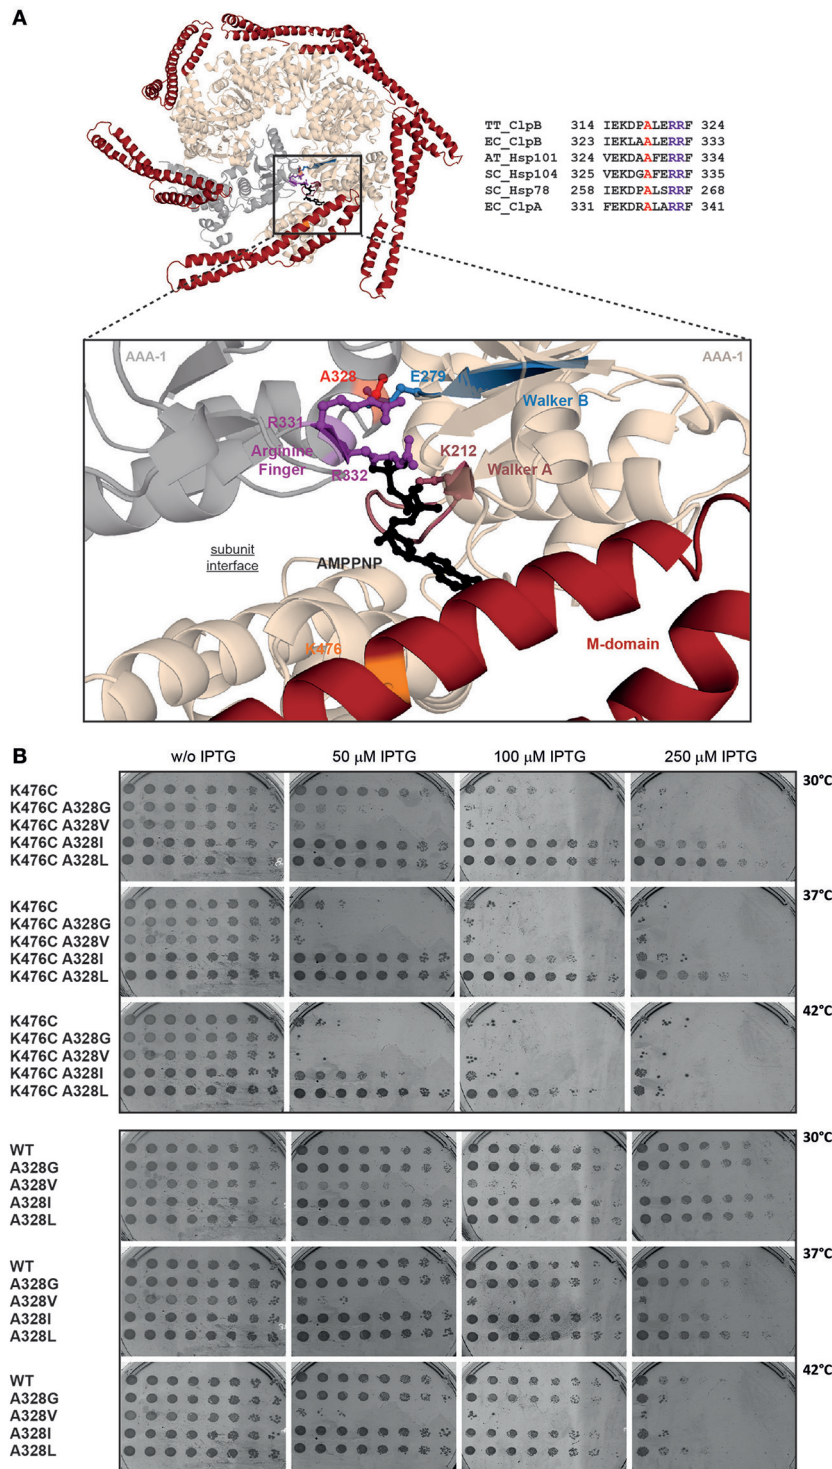 A
TT_ClpB 314 IEKDPALERRF 324
EC_ClpB 323 IEKLAALERRF 333
AT_Hsp101 324 VEKDAAFERRF 334
SC_Hsp104 325 VEKDGAFERRF 335
SC_Hsp78 258 IEKDPALSRRF 268
EC_ClpA 331 FEKDRALARRF 341
AAA-1
A328
E279
AAA-1
Walker B
R331
Arginine
Finger
R332
K212
Walker A
subunit
interface
AMPPNP
K476
M-domain
B
w/o IPTG 50 µM IPTG 100 µM IPTG 250 µM IPTG
30°C
K476C
K476C A328G
K476C A328V
K476C A328I
K476C A328L
37°C
K476C
K476C A328G
K476C A328V
K476C A328I
K476C A328L
42°C
K476C
K476C A328G
K476C A328V
K476C A328I
K476C A328L
30°C
WT
A328G
A328V
A328I
A328L
37°C
WT
A328G
A328V
A328I
A328L
42°C
WT
A328G
A328V
A328I
A328L